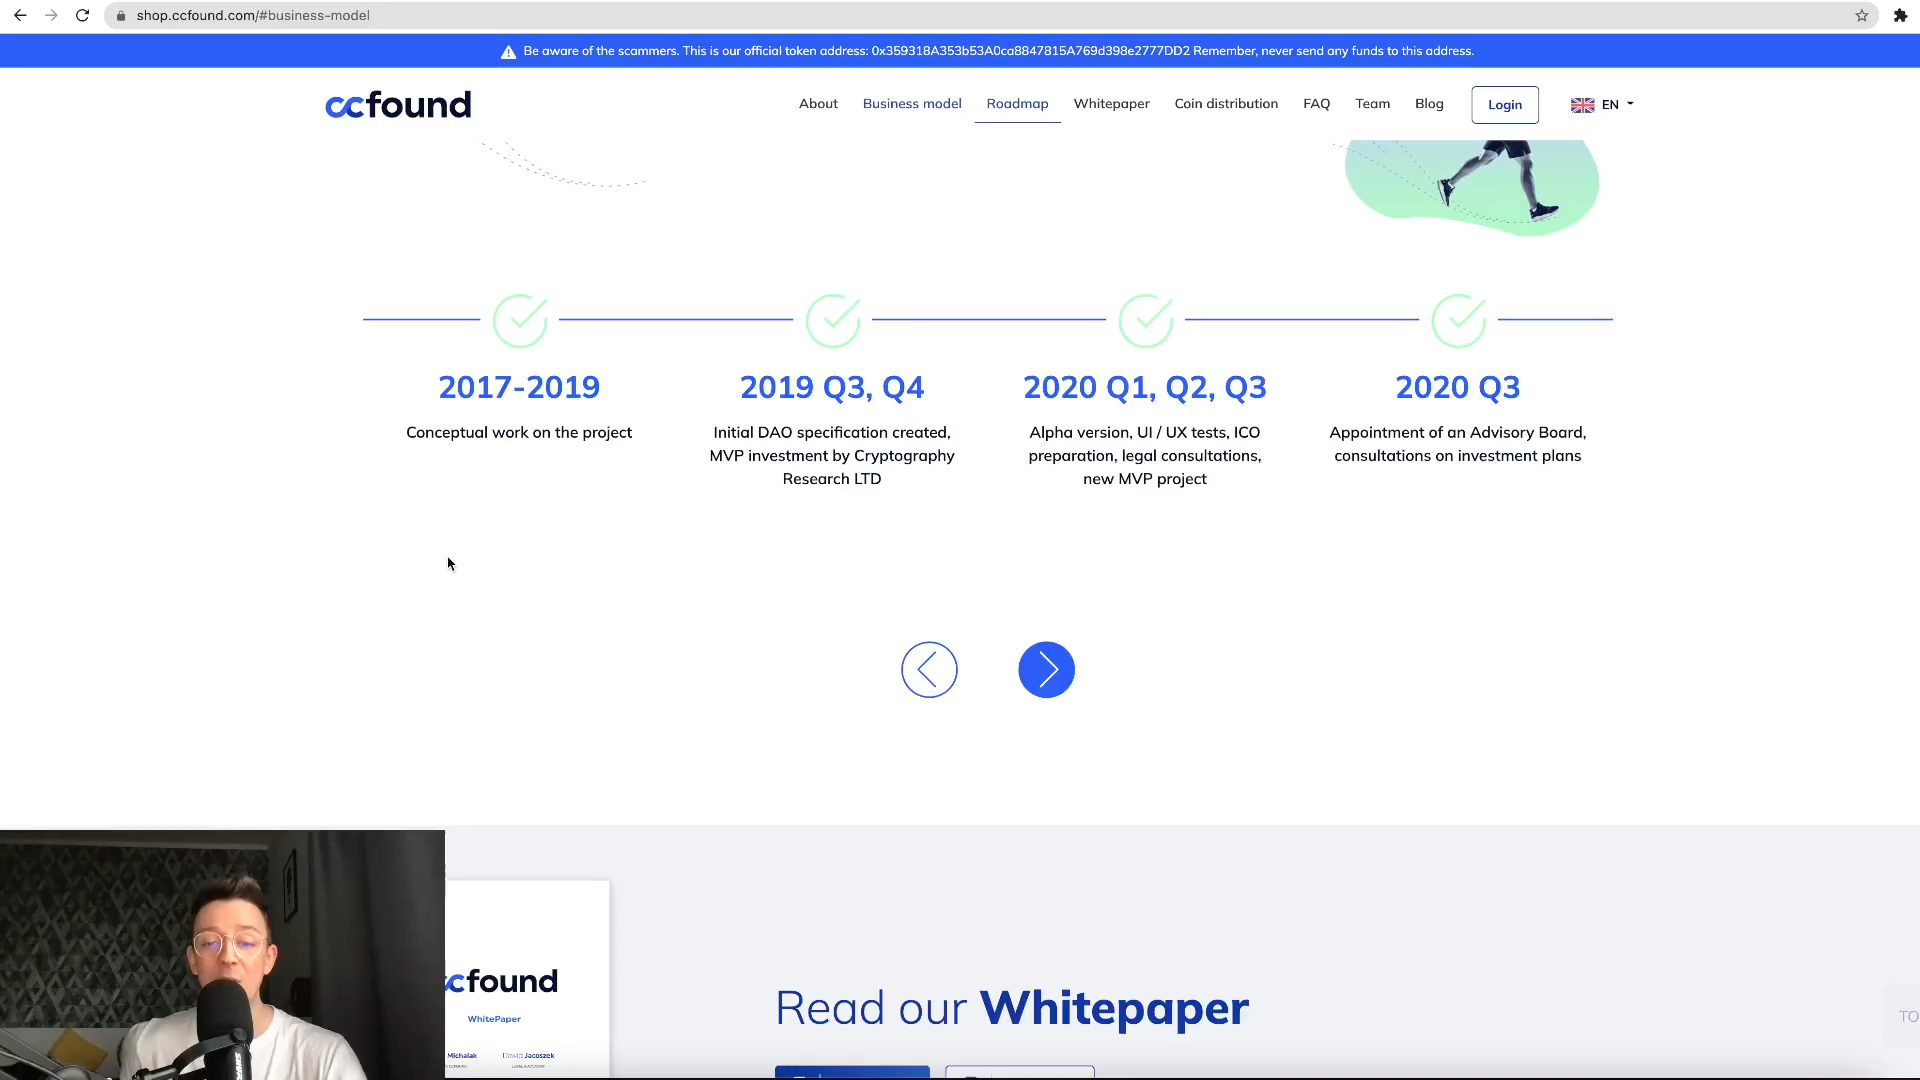 shop.ccfound.com/#business-model
Be aware of the scammers. This is our official token address: 0x359318A353b53A0ca8847815A769d398e2777DD2 Remember, never send any funds to this address.
ccfound
About Business model Roadmap Whitepaper Coin distribution FAQ Team Blog Login EN
2017-2019
Conceptual work on the project
2019 Q3, Q4
Initial DAO specification created,
MVP investment by Cryptography
Research LTD
2020 Q1, Q2, Q3
Alpha version, UI / UX tests, ICO
preparation, legal consultations,
new MVP project
2020 Q3
Appointment of an Advisory Board,
consultations on investment plans
ccfound
WhitePaper
Michalak
Dawid Jacoszek
Read our Whitepaper
TO